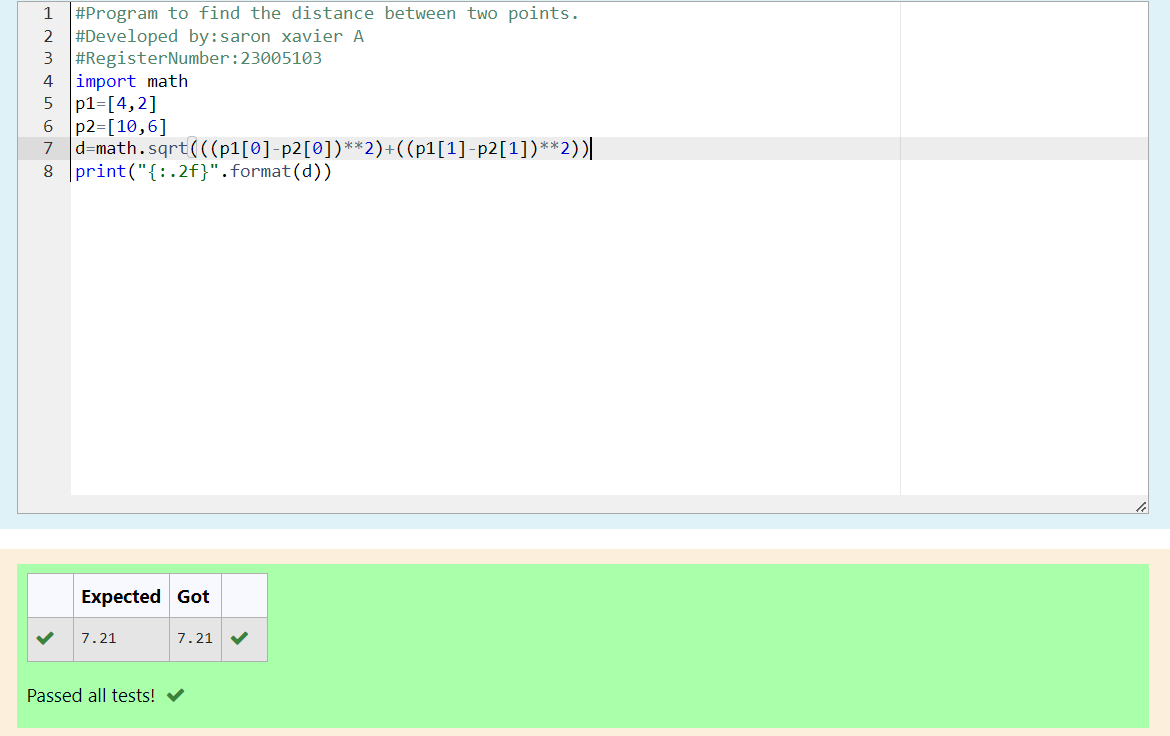 1 #Program to find the distance between two points.
2 #Developed by:saron xavier A
3 #RegisterNumber:23005103
4 import math
5 p1=[4,2]
6 p2=[10,6]
7 d=math.sqrt(((p1[0]-p2[0])**2)+((p1[1]-p2[1])**2))
8 print("{:.2f}".format(d))
Expected Got
7.21 7.21
Passed all tests!